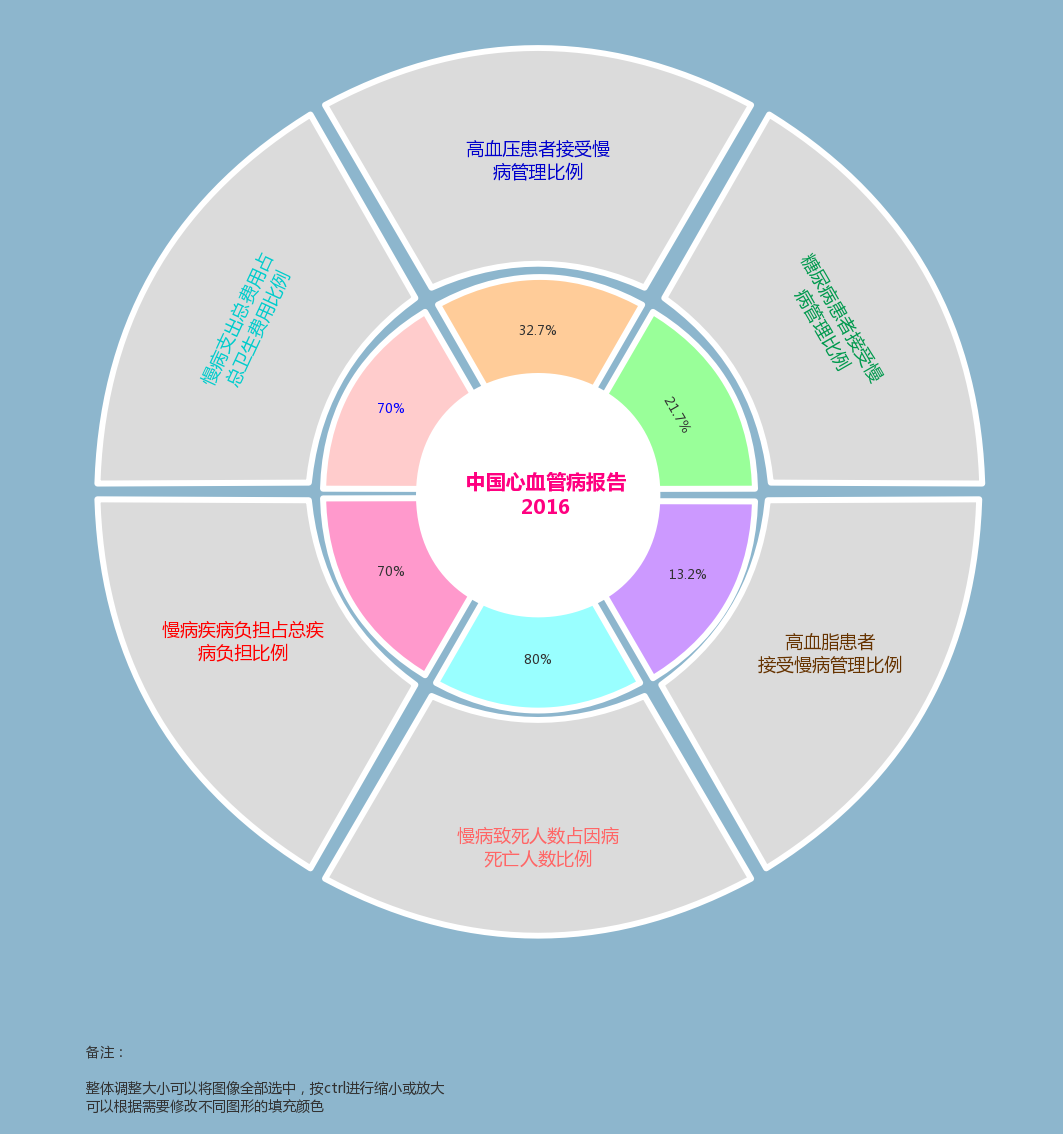 高血压患者接受慢
病管理比例
慢病支出总费用占
总卫生费用比例
糖尿病患者接受慢
病管理比例
32.7%
70%
21.7%
中国心血管病报告
2016
70%
13.2%
80%
慢病疾病负担占总疾
病负担比例
高血脂患者
接受慢病管理比例
慢病致死人数占因病
死亡人数比例
备注：
整体调整大小可以将图像全部选中，按ctrl进行缩小或放大
可以根据需要修改不同图形的填充颜色